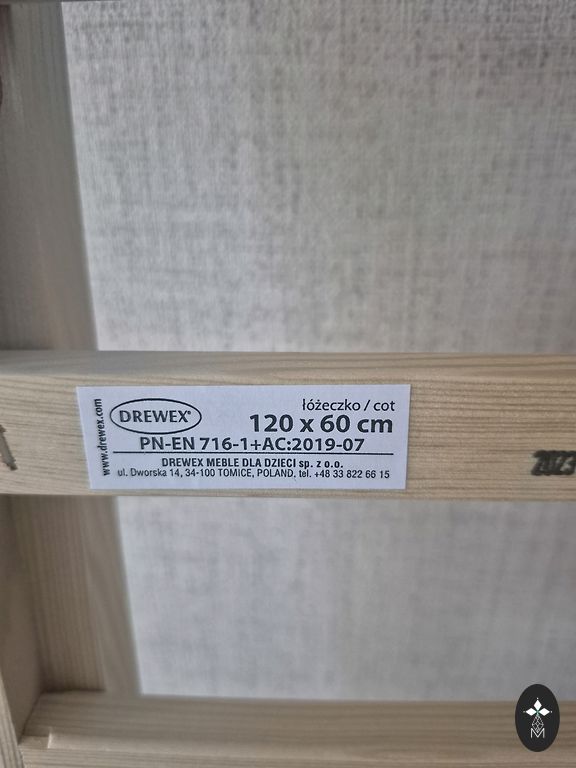 www.drewex.com
DREWEX®
łóżeczko / cot
120 x 60 cm
PN-EN 716-1+AC:2019-07
DREWEX MEBLE DLA DZIECI sp. z o.o.
ul. Dworska 14, 34-100 TOMICE, POLAND, tel. +48 33 822 66 15
2023
M